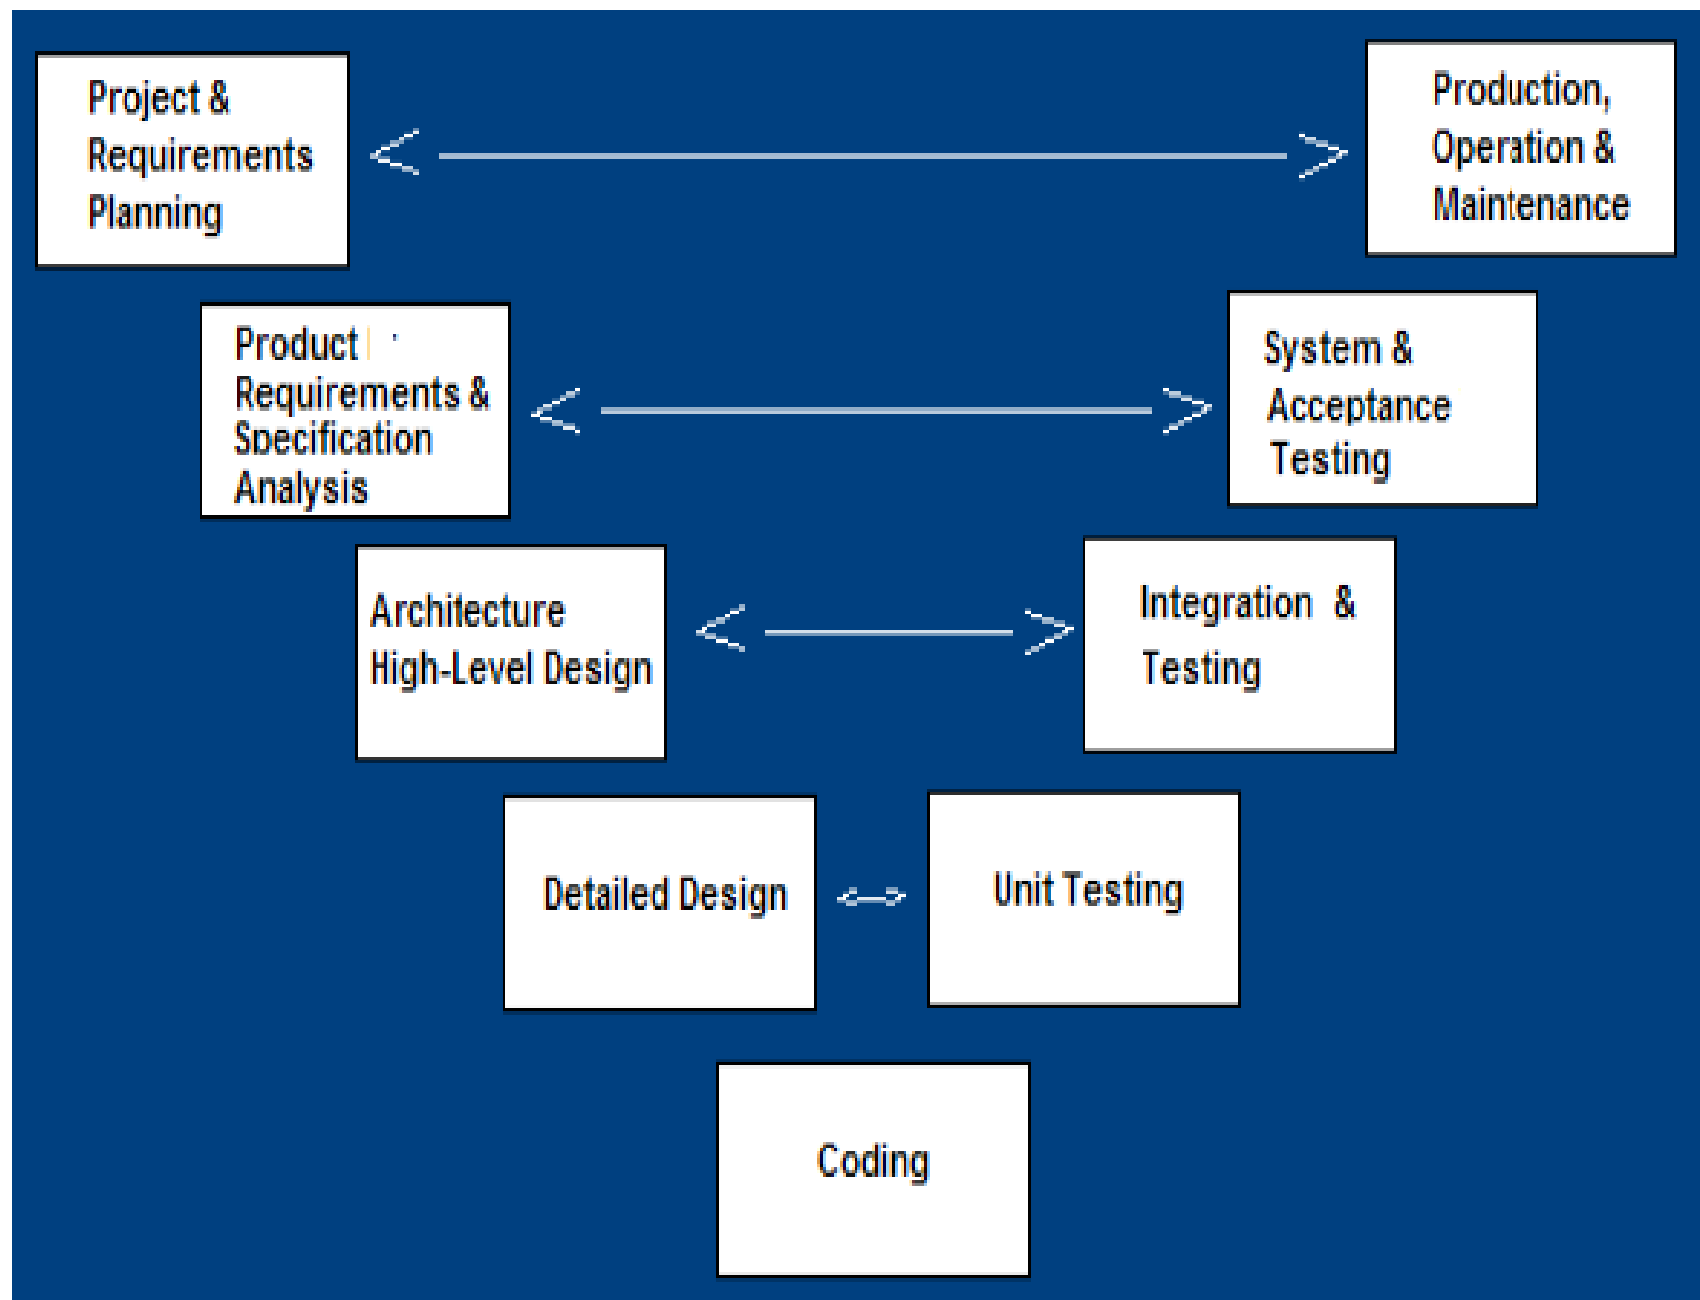 Project &
Requirements
Planning
Production,
Operation &
Maintenance
Product
Requirements &
Specification
Analysis
System &
Acceptance
Testing
Architecture
High-Level Design
Integration &
Testing
Detailed Design
Unit Testing
Coding